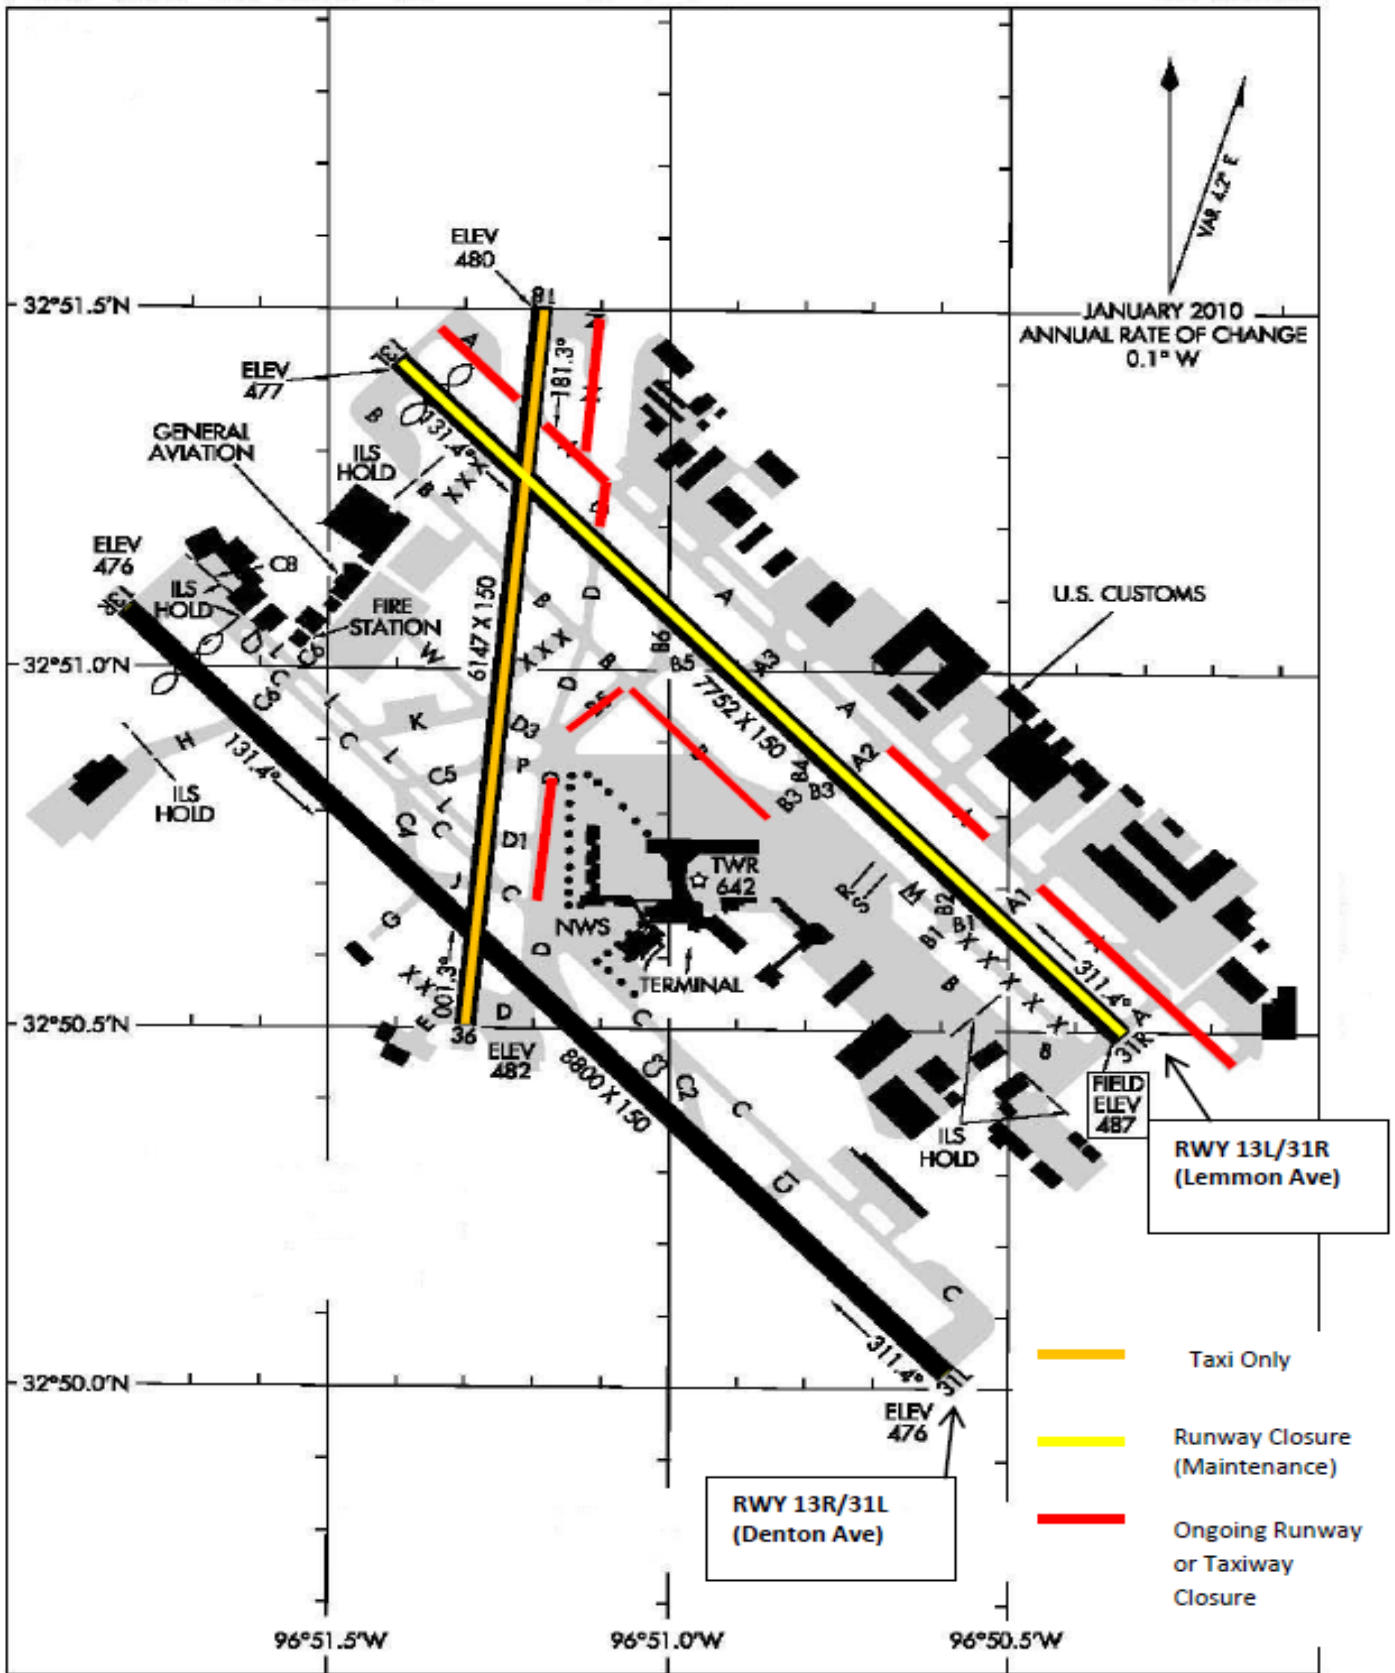 ELEV
480
18
32°51.5'N
JANUARY 2010
ANNUAL RATE OF CHANGE
0.1° W
VAR 4.2° E
N
A
13L
181.3°
ELEV
477
B
131.4°
GENERAL
AVIATION
ILS
HOLD
B
X X X
ELEV
476
C8
13R
ILS
HOLD
FIRE
STATION
6147 X 150
B
D
A
U.S. CUSTOMS
32°51.0'N
L
C
W
X X X
B
B6
B5
A3
D
7752 X 150
C6
L
K
D3
A
H
131.4°
C
L
C5
P
B4
B3
B3
A2
ILS
HOLD
C4
L
C
D1
TWR
642
J
C
R
S
M
B2
B1
B1
A1
G
NWS
D
X X
TERMINAL
X X X X X X
311.4°
001.3°
B
A
32°50.5'N
E
36
D
ELEV
482
C
B
31R
8800 X 150
C3
C2
C
ILS
HOLD
FIELD
ELEV
487
RWY 13L/31R
(Lemmon Ave)
C1
C
311.4°
31L
32°50.0'N
ELEV
476
Taxi Only
Runway Closure
(Maintenance)
RWY 13R/31L
(Denton Ave)
Ongoing Runway
or Taxiway
Closure
96°51.5'W
96°51.0'W
96°50.5'W